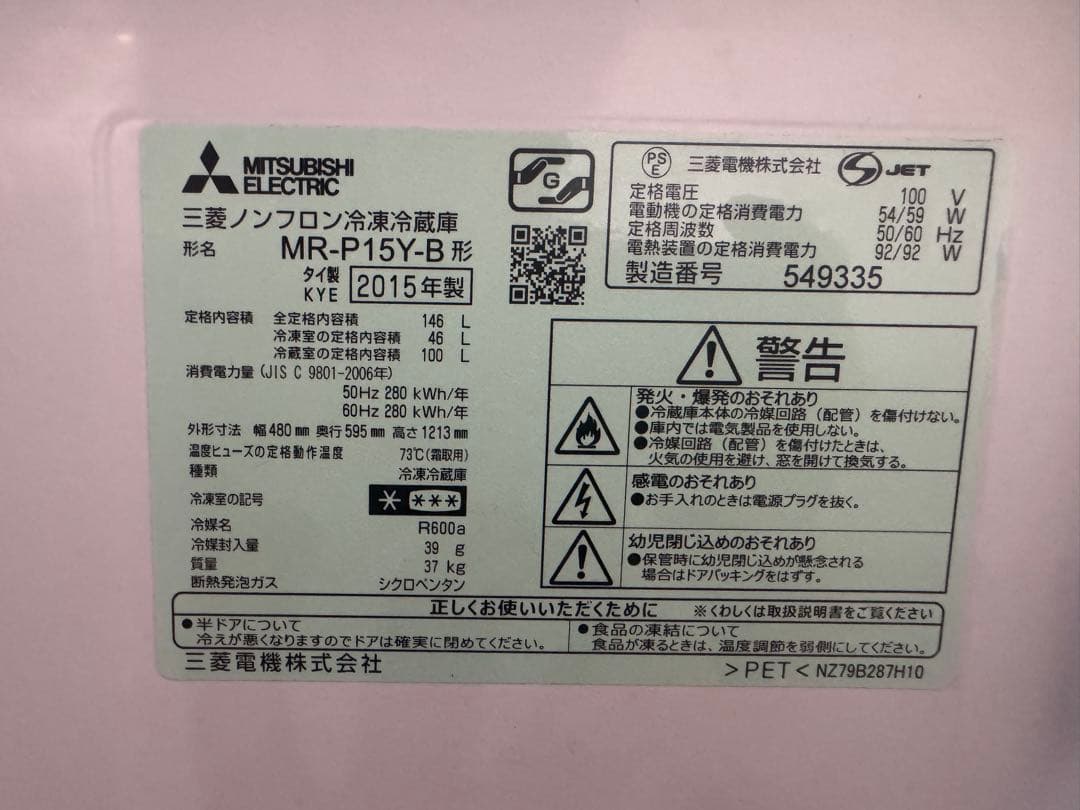 MITSUBISHI
ELECTRIC
三菱ノンフロン冷凍冷蔵庫
形名 MR-P15Y-B 形
タイ製
KYE 2015年製
定格内容積 全定格内容積 146 L
冷凍室の定格内容積 46 L
冷蔵室の定格内容積 100 L
消費電力量 (JIS C 9801-2006年)
50Hz 280 kWh/年
60Hz 280 kWh/年
外形寸法 幅480mm 奥行595mm 高さ1213mm
温度ヒューズの定格動作温度 73℃(霜取用)
種類 冷凍冷蔵庫
冷凍室の記号 * ***
冷媒名 R600a
冷媒封入量 39 g
質量 37 kg
断熱発泡ガス シクロペンタン
G
PS
E 三菱電機株式会社 S JET
定格電圧 100 V
電動機の定格消費電力 54/59 W
定格周波数 50/60 Hz
電熱装置の定格消費電力 92/92 W
製造番号 549335
警告
発火・爆発のおそれあり
●冷蔵庫本体の冷媒回路(配管)を傷付けない。
●庫内では電気製品を使用しない。
●冷媒回路(配管)を傷付けたときは、
火気の使用を避け、窓を開けて換気する。
感電のおそれあり
●お手入れのときは電源プラグを抜く。
幼児閉じ込めのおそれあり
●保管時に幼児閉じ込めが懸念される
場合はドアパッキングをはずす。
正しくお使いいただくために ※くわしくは取扱説明書をご覧ください
●半ドアについて
冷えが悪くなりますのでドアは確実に閉めてください。
●食品の凍結について
食品が凍るときは、温度調節を弱側にしてください。
三菱電機株式会社
>PET< NZ79B287H10